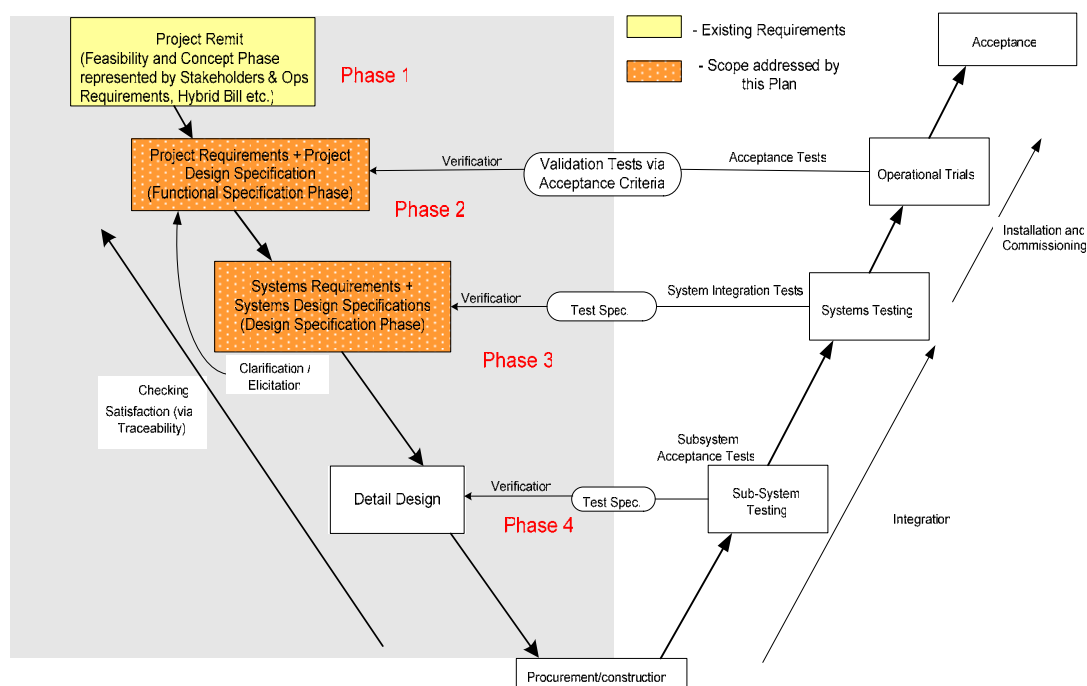 Project Remit
(Feasibility and Concept Phase
represented by Stakeholders & Ops
Requirements, Hybrid Bill etc.)
Phase 1
- Existing Requirements
- Scope addressed by
this Plan
Acceptance
Project Requirements + Project
Design Specification
(Functional Specification Phase)
Verification
Validation Tests via
Acceptance Criteria
Acceptance Tests
Operational Trials
Phase 2
Installation and
Commissioning
Systems Requirements +
Systems Design Specifications
(Design Specification Phase)
Verification
Test Spec.
System Integration Tests
Systems Testing
Phase 3
Clarification /
Elicitation
Checking
Satisfaction (via
Traceability)
Detail Design
Verification
Test Spec.
Subsystem
Acceptance Tests
Sub-System
Testing
Phase 4
Integration
Procurement/construction